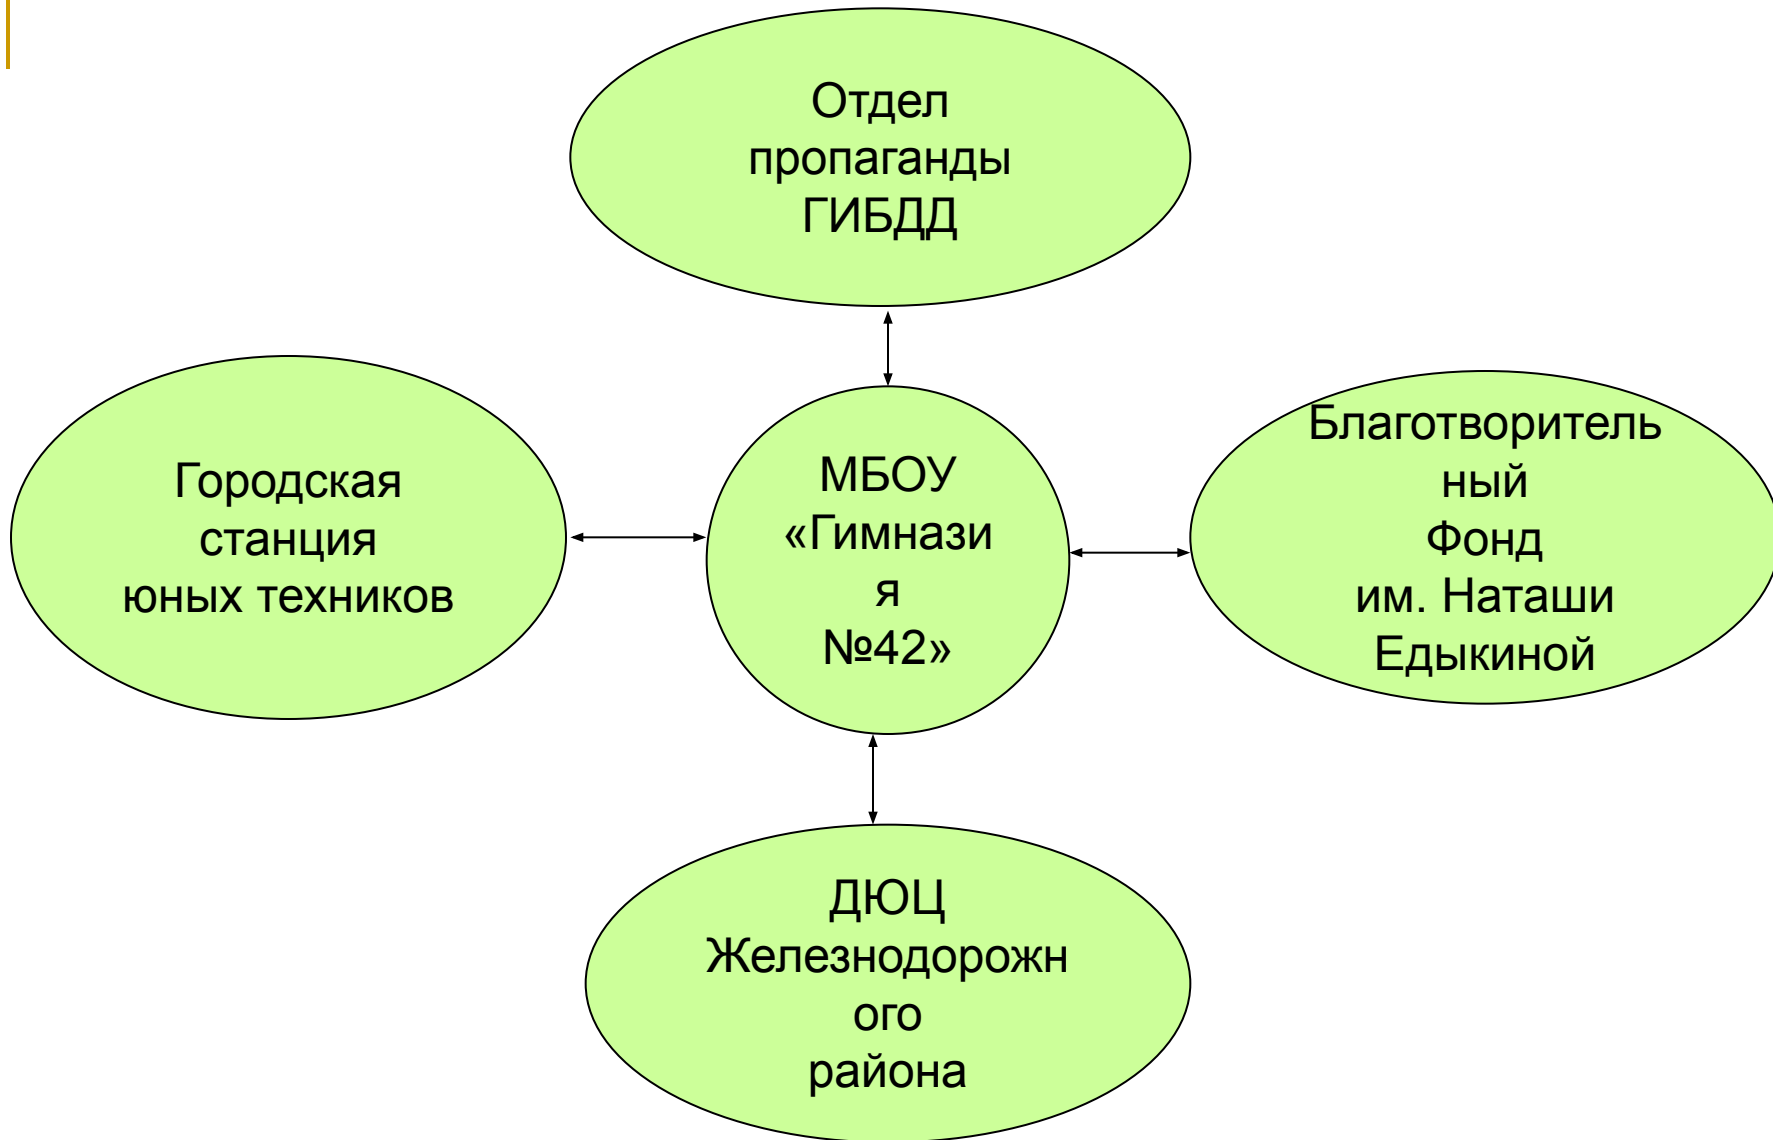 Отдел
пропаганды
ГИБДД
Городская
станция
юных техников
МБОУ
«Гимнази
я
№42»
Благотворитель
ный
Фонд
им. Наташи
Едыкиной
ДЮЦ
Железнодорожн
ого
района